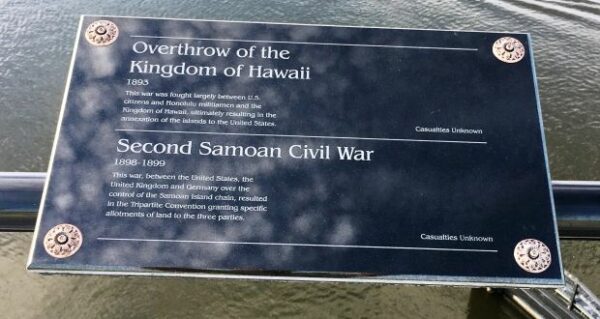 Overthrow of the
Kingdom of Hawaii
1893
This war was fought largely between U.S.
citizens and Honolulu militiamen and the
Kingdom of Hawaii, ultimately resulting in the
annexation of the islands to the United States.
Casualties Unknown
Second Samoan Civil War
1898-1899
This war, between the United States, the
United Kingdom and Germany over the
control of the Samoan island chain, resulted
in the Tripartite Convention granting specific
allotments of land to the three parties.
Casualties Unknown